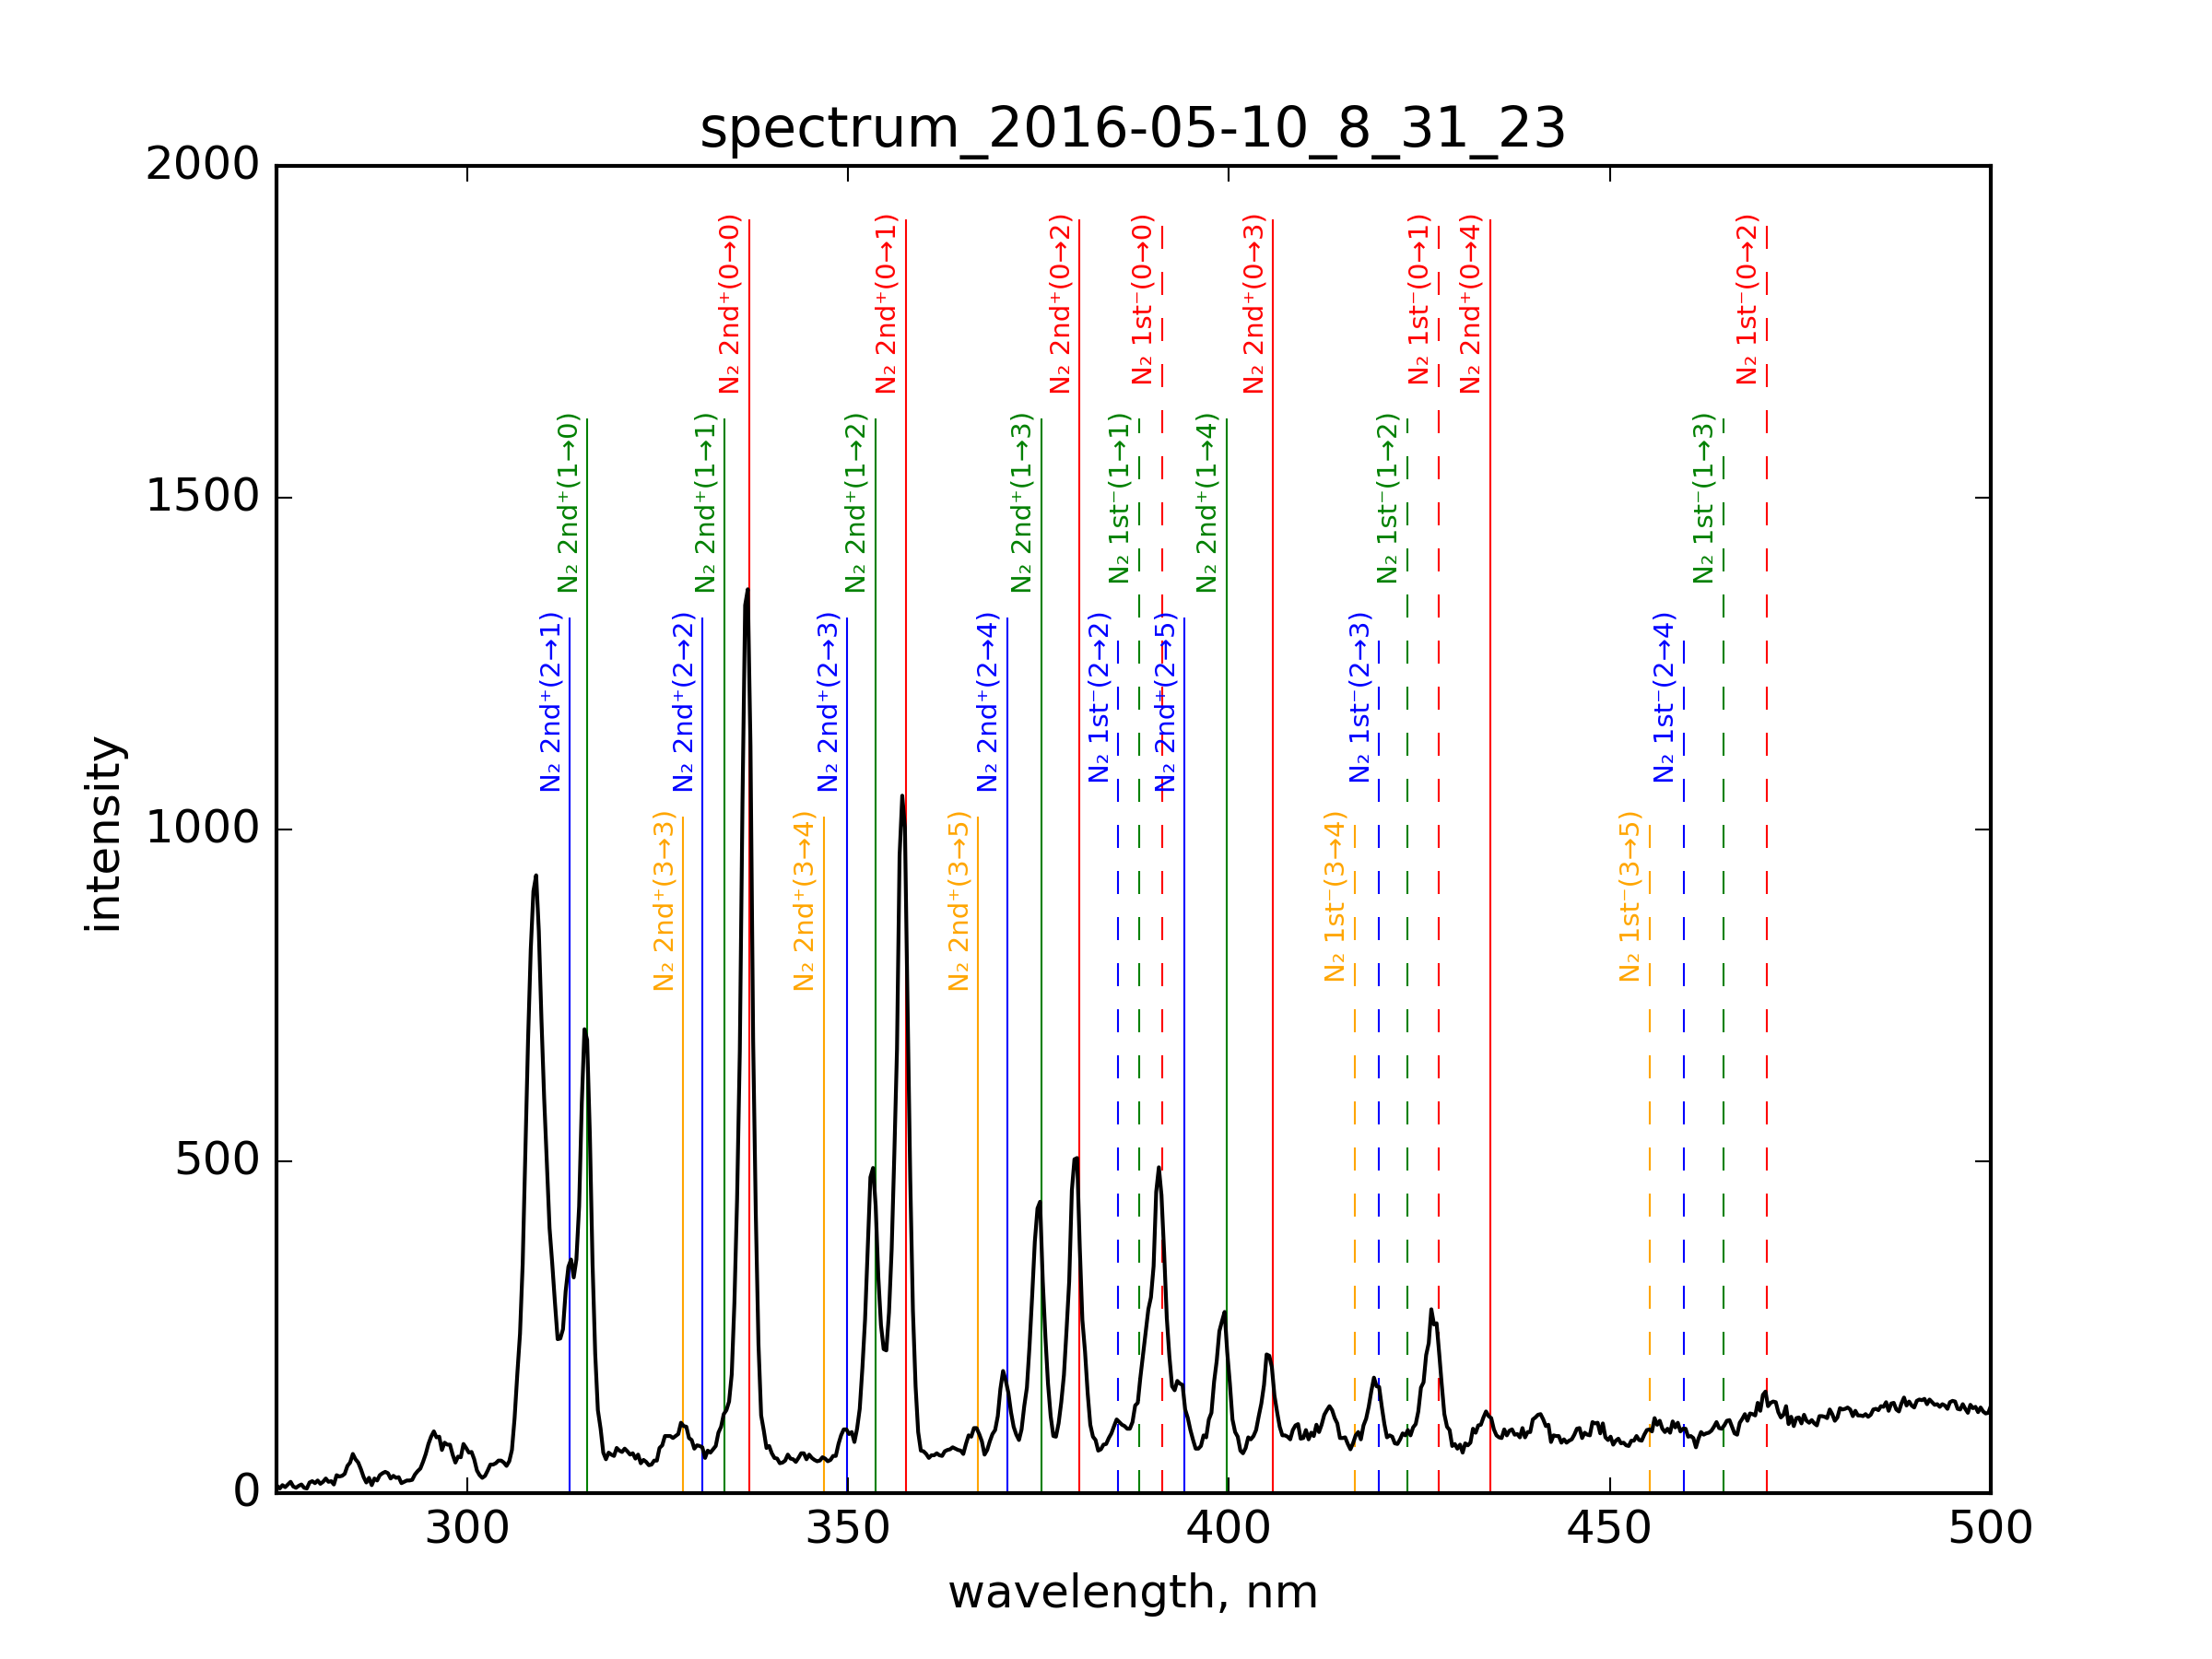 spectrum_2016-05-10_8_31_23
2000
1500
1000
500
0
intensity
N₂ 2nd⁺(0→0)
N₂ 2nd⁺(0→1)
N₂ 2nd⁺(0→2)
N₂ 1st⁻(0→0)
N₂ 2nd⁺(0→3)
N₂ 1st⁻(0→1)
N₂ 2nd⁺(0→4)
N₂ 1st⁻(0→2)
N₂ 2nd⁺(1→0)
N₂ 2nd⁺(1→1)
N₂ 2nd⁺(1→2)
N₂ 2nd⁺(1→3)
N₂ 1st⁻(1→1)
N₂ 2nd⁺(1→4)
N₂ 1st⁻(1→2)
N₂ 1st⁻(1→3)
N₂ 2nd⁺(2→1)
N₂ 2nd⁺(2→2)
N₂ 2nd⁺(2→3)
N₂ 2nd⁺(2→4)
N₂ 1st⁻(2→2)
N₂ 2nd⁺(2→5)
N₂ 1st⁻(2→3)
N₂ 1st⁻(2→4)
N₂ 2nd⁺(3→3)
N₂ 2nd⁺(3→4)
N₂ 2nd⁺(3→5)
N₂ 1st⁻(3→4)
N₂ 1st⁻(3→5)
300
350
400
450
500
wavelength, nm